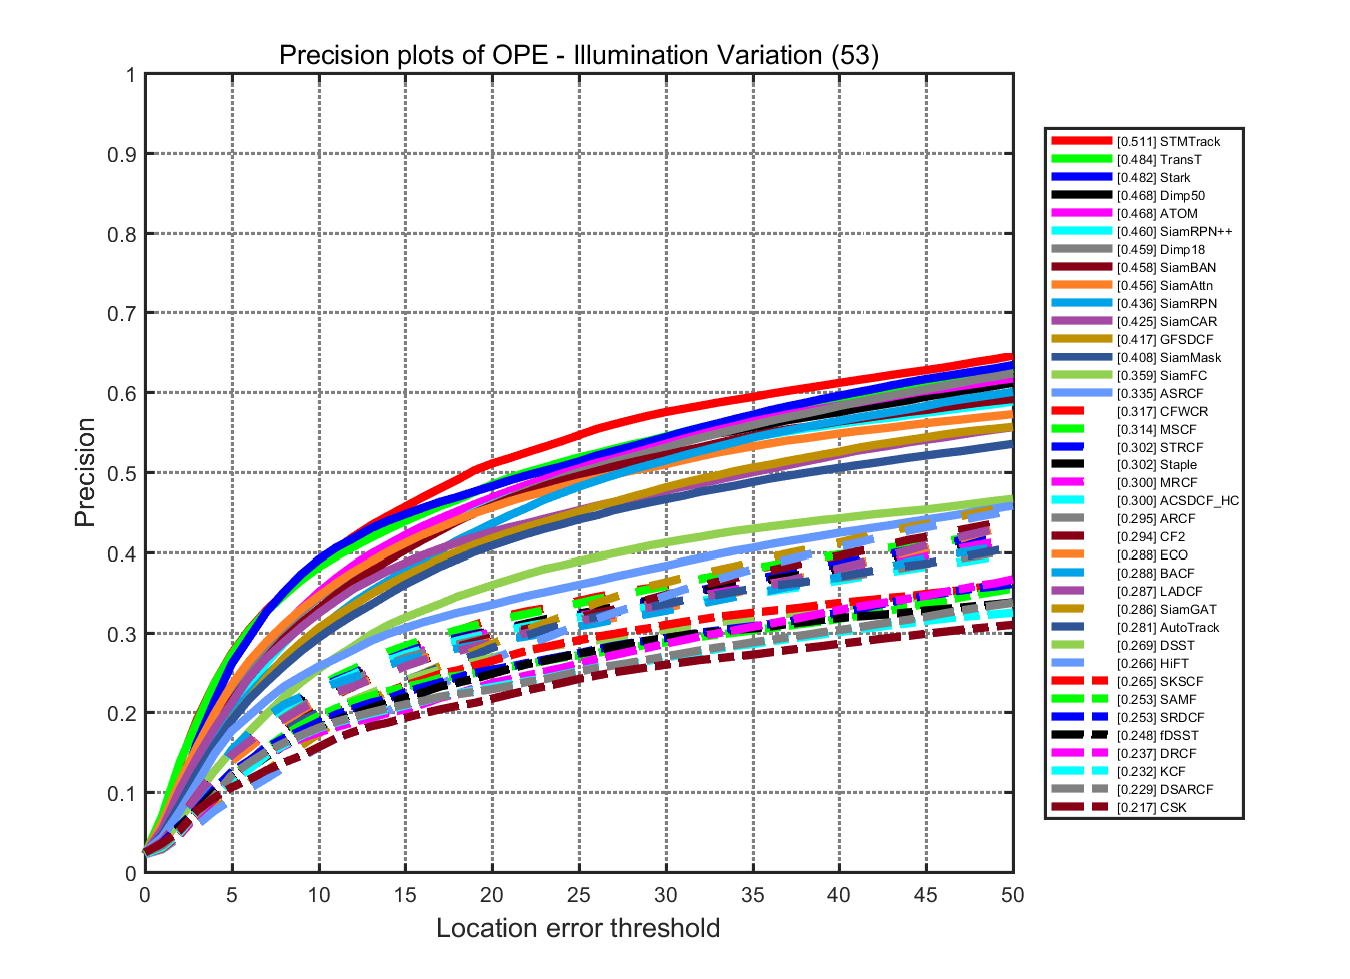 Precision plots of OPE - Illumination Variation (53)
1
0.9
0.8
0.7
0.6
0.5
0.4
0.3
0.2
0.1
0
Precision
0 5 10 15 20 25 30 35 40 45 50
Location error threshold
[0.511] STMTrack
[0.484] TransT
[0.482] Stark
[0.468] Dimp50
[0.468] ATOM
[0.460] SiamRPN++
[0.459] Dimp18
[0.458] SiamBAN
[0.456] SiamAttn
[0.436] SiamRPN
[0.425] SiamCAR
[0.417] GFSDCF
[0.408] SiamMask
[0.359] SiamFC
[0.335] ASRCF
[0.317] CFWCR
[0.314] MSCF
[0.302] STRCF
[0.302] Staple
[0.300] MRCF
[0.300] ACSDCF_HC
[0.295] ARCF
[0.294] CF2
[0.288] ECO
[0.288] BACF
[0.287] LADCF
[0.286] SiamGAT
[0.281] AutoTrack
[0.269] DSST
[0.266] HiFT
[0.265] SKSCF
[0.253] SAMF
[0.253] SRDCF
[0.248] fDSST
[0.237] DRCF
[0.232] KCF
[0.229] DSARCF
[0.217] CSK